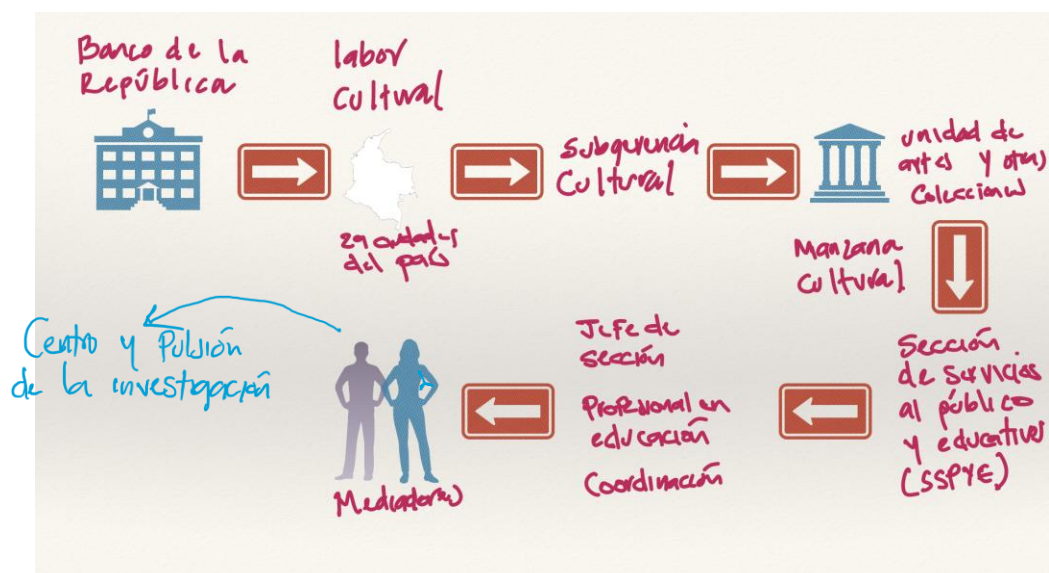 Banco de la
República
labor
Cultural
29 ciudades
del país
Subgerencia
Cultural
unidad de
artes y otras
Colecciones
Manzana
Cultural
Sección
de Servicios
al público
y educativos
(SSPYE)
Jefe de
sección
Profesional en
educación
Coordinación
Mediadores
Centro y Pulsión
de la investigación